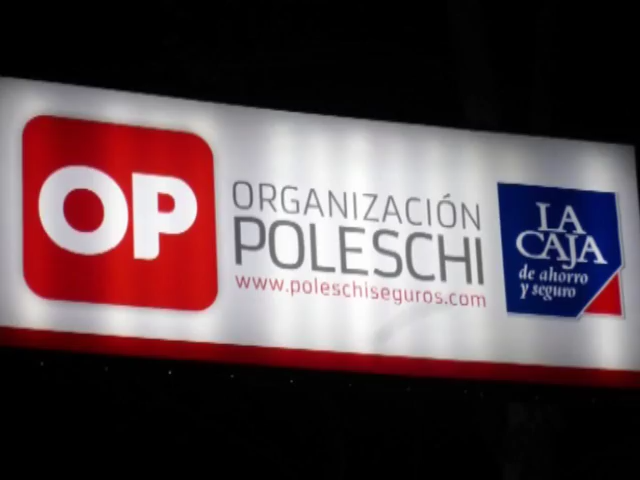 OP
ORGANIZACIÓN
POLESCHI
www.poleschiseguros.com
LA
CAJA
de ahorro
y seguro